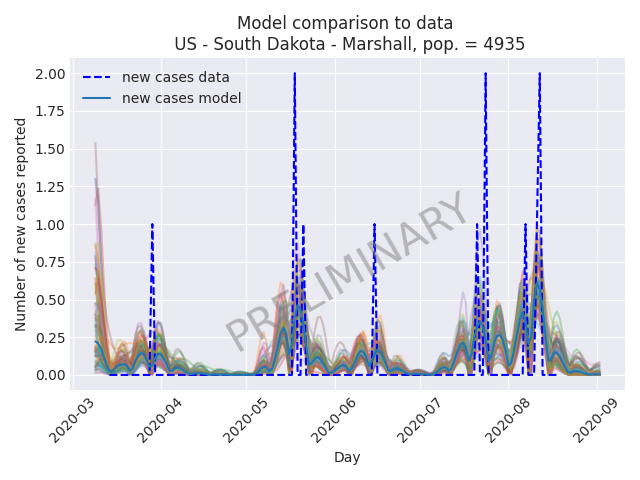 Model comparison to data
US - South Dakota - Marshall, pop. = 4935
new cases data
new cases model
Number of new cases reported
2.00
1.75
1.50
1.25
1.00
0.75
0.50
0.25
0.00
PRELIMINARY
2020-03
2020-04
2020-05
2020-06
2020-07
2020-08
2020-09
Day